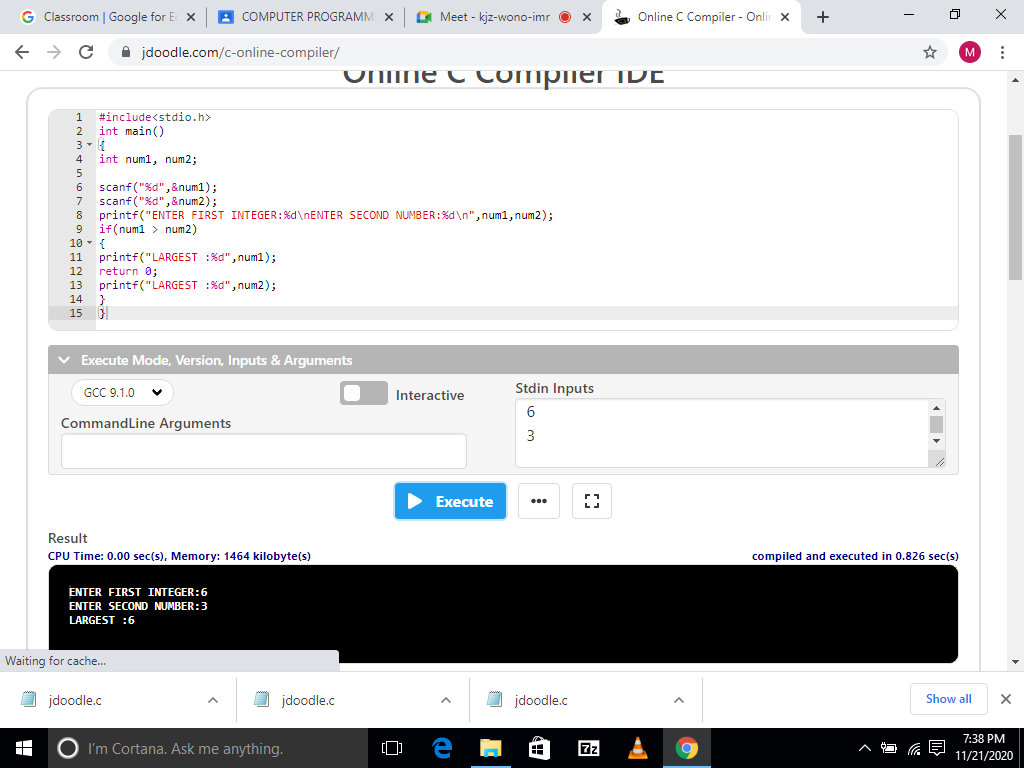 Classroom | Google for Ec
COMPUTER PROGRAMM
Meet - kjz-wono-imr
Online C Compiler - Onlin
jdoodle.com/c-online-compiler/
M
Online C Compiler IDE
1 #include<stdio.h>
2 int main()
3 {
4 int num1, num2;
5
6 scanf("%d",&num1);
7 scanf("%d",&num2);
8 printf("ENTER FIRST INTEGER:%d\nENTER SECOND NUMBER:%d\n",num1,num2);
9 if(num1 > num2)
10 {
11 printf("LARGEST :%d",num1);
12 return 0;
13 printf("LARGEST :%d",num2);
14 }
15 }
Execute Mode, Version, Inputs & Arguments
GCC 9.1.0
Interactive
Stdin Inputs
6
3
CommandLine Arguments
Execute
Result
CPU Time: 0.00 sec(s), Memory: 1464 kilobyte(s)
compiled and executed in 0.826 sec(s)
ENTER FIRST INTEGER:6
ENTER SECOND NUMBER:3
LARGEST :6
Waiting for cache...
jdoodle.c
jdoodle.c
jdoodle.c
Show all
I'm Cortana. Ask me anything.
7z
7:38 PM
11/21/2020